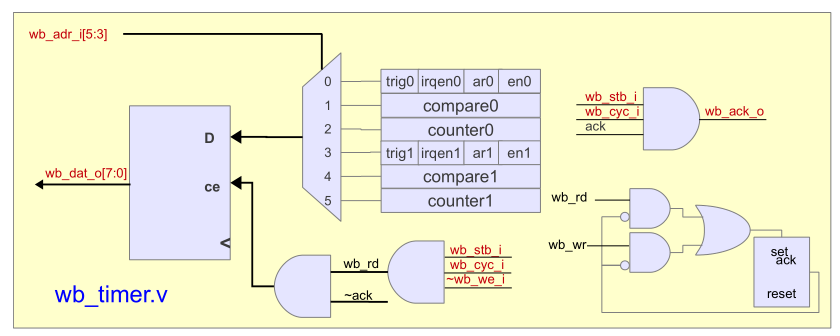 wb_adr_i[5:3]
0
trig0 irqen0 ar0 en0
1
compare0
2
counter0
3
trig1 irqen1 ar1 en1
4
compare1
5
counter1
D
ce
<
wb_dat_o[7:0]
wb_stb_i
wb_cyc_i
ack
wb_ack_o
wb_rd
wb_wr
set
ack
reset
wb_stb_i
wb_cyc_i
~wb_we_i
wb_rd
~ack
wb_timer.v